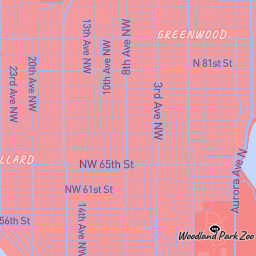 13th Ave NW
8th Ave NW
GREENWOOD
10th Ave NW
20th Ave NW
23rd Ave NW
N 81st St
3rd Ave NW
LLARD
NW 65th St
NW 61st St
Aurora Ave N
14th Ave NW
56th St
Woodland Park Zoo